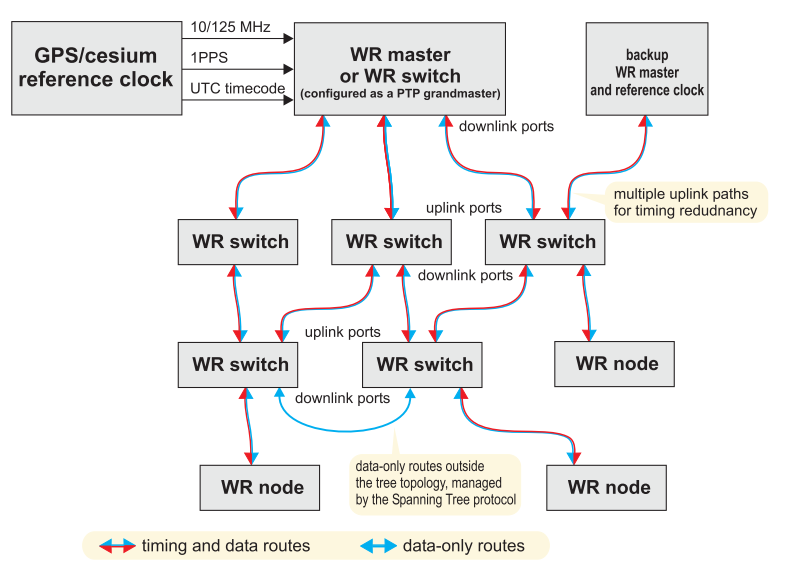 GPS/cesium
reference clock
10/125 MHz
1PPS
UTC timecode
WR master
or WR switch
(configured as a PTP grandmaster)
backup
WR master
and reference clock
downlink ports
multiple uplink paths
for timing redudnancy
uplink ports
WR switch
WR switch
WR switch
downlink ports
uplink ports
WR switch
WR switch
WR node
downlink ports
data-only routes outside
the tree topology, managed
by the Spanning Tree protocol
WR node
WR node
timing and data routes
data-only routes